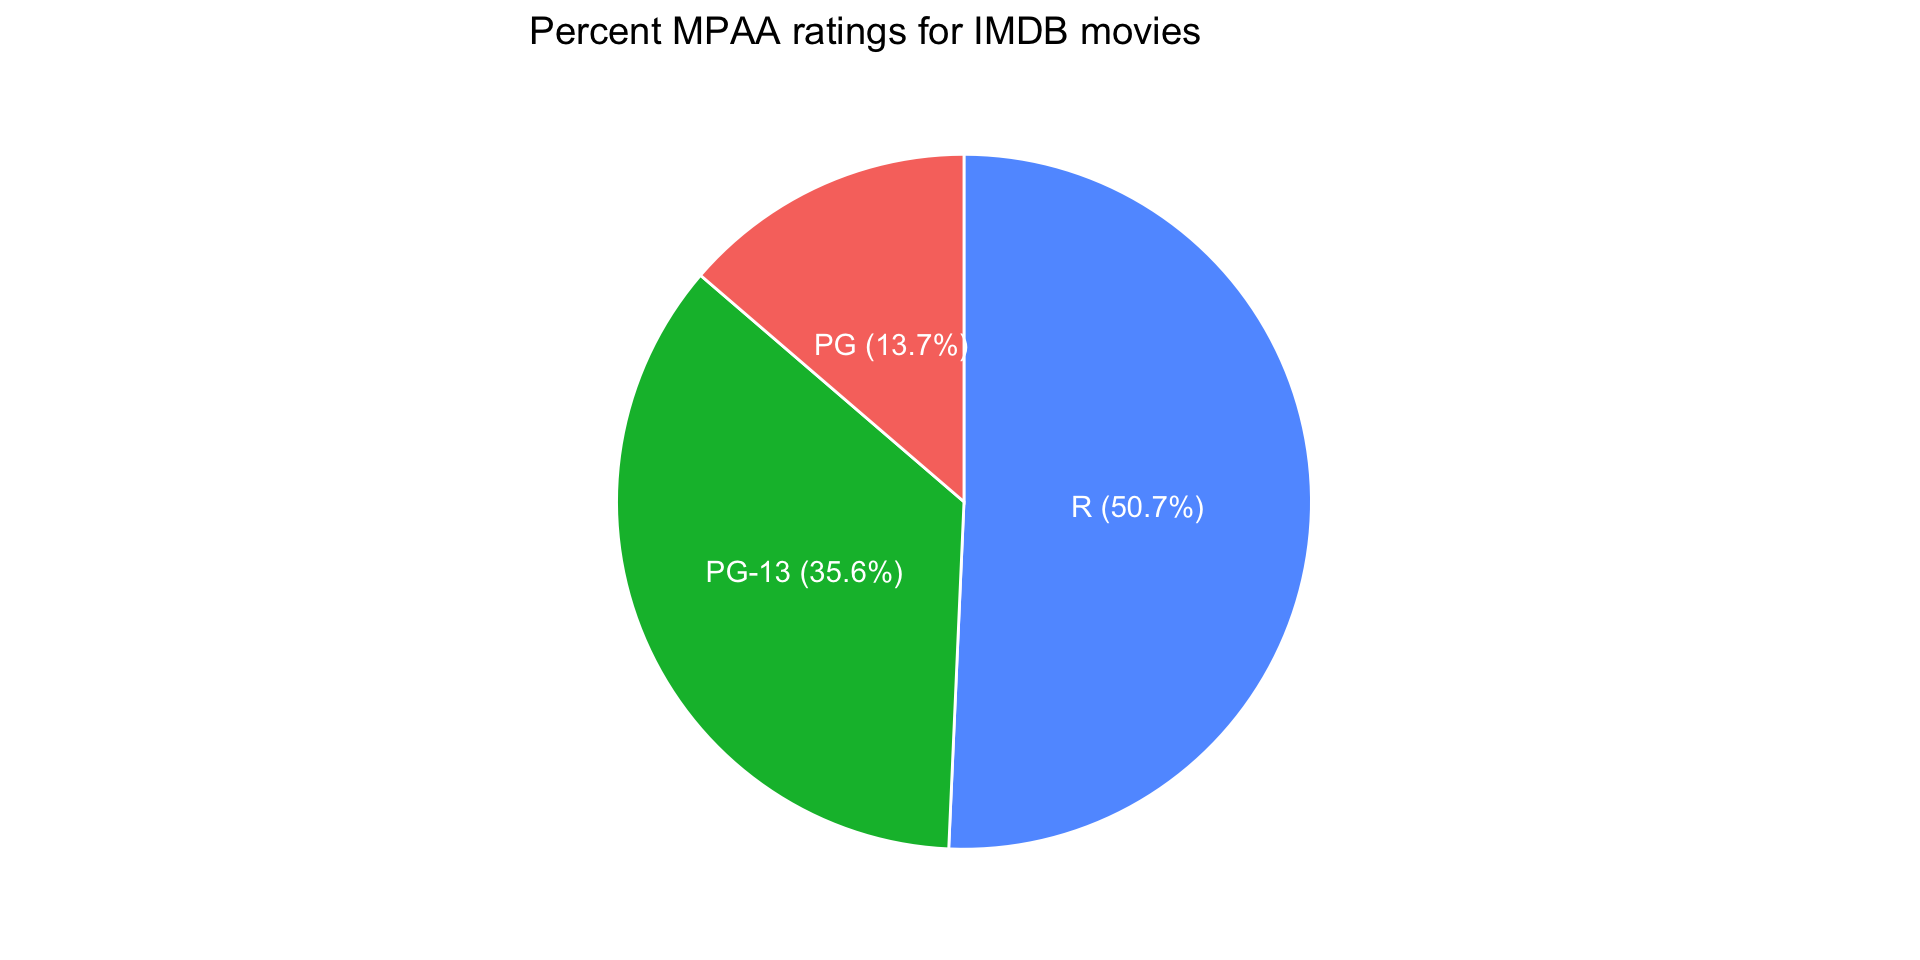 Percent MPAA ratings for IMDB movies
PG (13.7%)
R (50.7%)
PG-13 (35.6%)